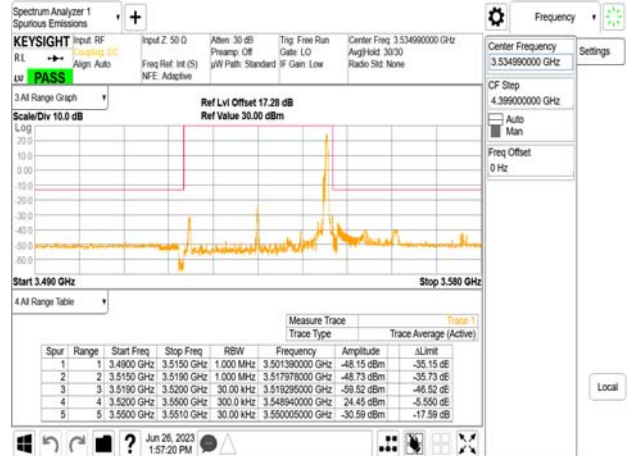 Spectrum Analyzer 1
Spurious Emissions
Frequency
KEYSIGHT Input: RF Input Z: 50 Ω Atten: 30 dB Trig: Free Run Center Freq: 3.534990000 GHz
RL Coupling: DC Preamp: Off Gate: LO Avg|Hold: 30/30
Align: Auto Freq Ref: Int (S) µW Path: Standard IF Gain: Low Radio Std: None
NFE: Adaptive
PASS
Center Frequency
3.534990000 GHz
Settings
CF Step
4.399000000 GHz
Auto
Man
Freq Offset
0 Hz
Local
3 All Range Graph
Ref Lvl Offset 17.28 dB
Scale/Div 10.0 dB Ref Value 30.00 dBm
Log
20.0
10.0
0.00
-10.0
-20.0
-30.0
-40.0
-50.0
-60.0
Start 3.490 GHz Stop 3.580 GHz
4 All Range Table
Measure Trace Trace 1
Trace Type Trace Average (Active)
Spur Range Start Freq Stop Freq RBW Frequency Amplitude ΔLimit
1 1 3.4900 GHz 3.5150 GHz 1.000 MHz 3.501390000 GHz -48.15 dBm -35.15 dB
2 2 3.5150 GHz 3.5190 GHz 1.000 MHz 3.517978000 GHz -48.73 dBm -35.73 dB
3 3 3.5190 GHz 3.5200 GHz 30.00 kHz 3.519295000 GHz -59.52 dBm -46.52 dB
4 4 3.5200 GHz 3.5500 GHz 300.0 kHz 3.548940000 GHz 24.45 dBm -5.550 dB
5 5 3.5500 GHz 3.5510 GHz 30.00 kHz 3.550005000 GHz -30.59 dBm -17.59 dB
Jun 26, 2023
1:57:20 PM